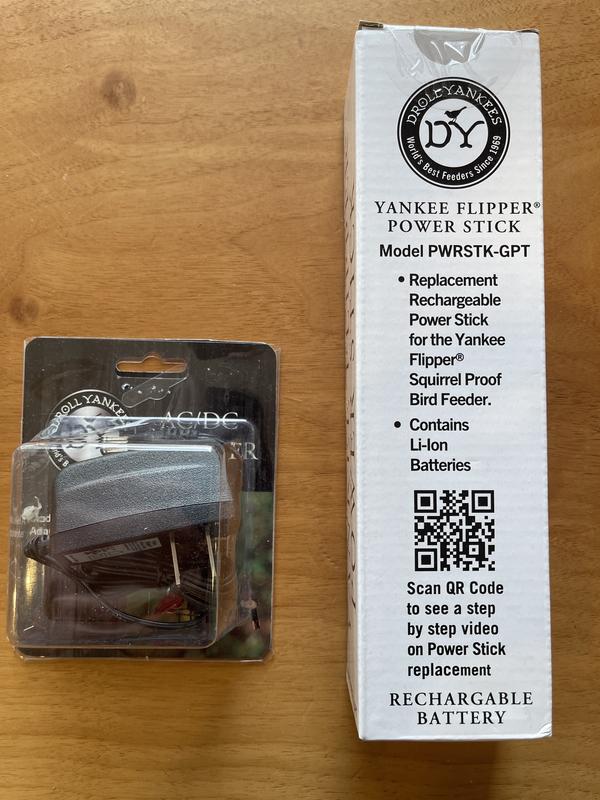 DROLL YANKEES
DY
World's Best Feeders Since 1969
YANKEE FLIPPER®
POWER STICK
Model PWRSTK-GPT
• Replacement
Rechargeable
Power Stick
for the Yankee
Flipper®
Squirrel Proof
Bird Feeder.
• Contains
Li-Ion
Batteries
Scan QR Code
to see a step
by step video
on Power Stick
replacement
RECHARGABLE
BATTERY
DROLL YANKEES
AC/DC